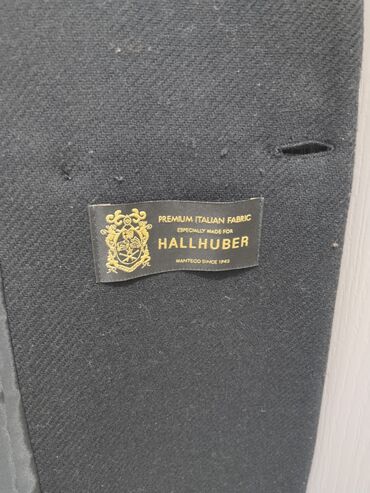 PREMIUM ITALIAN FABRIC
ESPECIALLY MADE FOR
HALLHUBER
MANTECO SINCE 1943